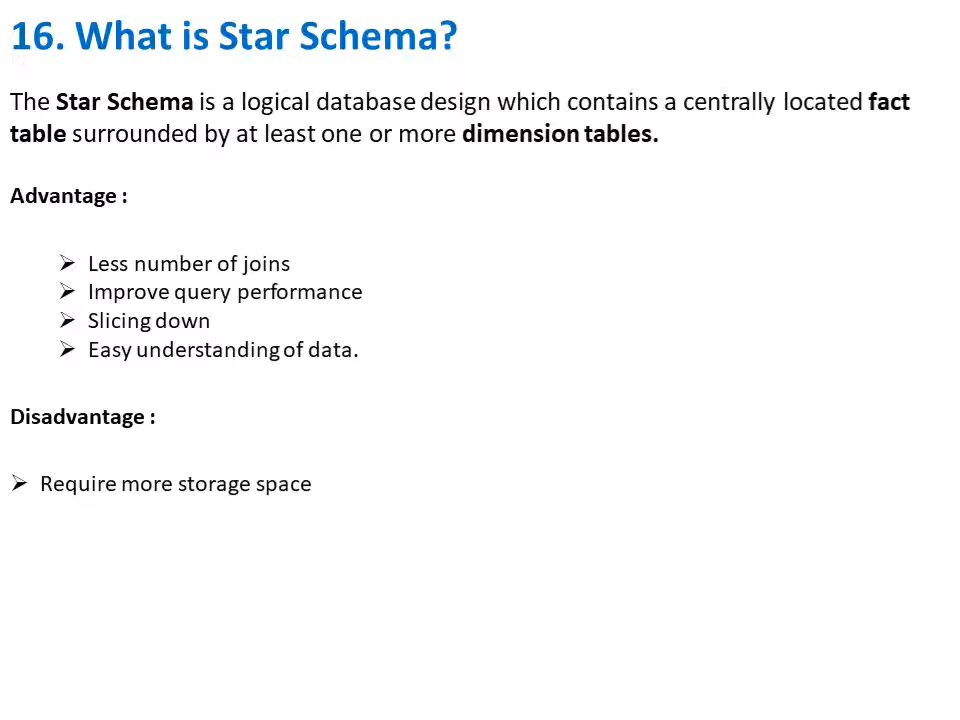 16. What is Star Schema?
The Star Schema is a logical database design which contains a centrally located fact
table surrounded by at least one or more dimension tables.
Advantage :
➢ Less number of joins
➢ Improve query performance
➢ Slicing down
➢ Easy understanding of data.
Disadvantage :
➢ Require more storage space